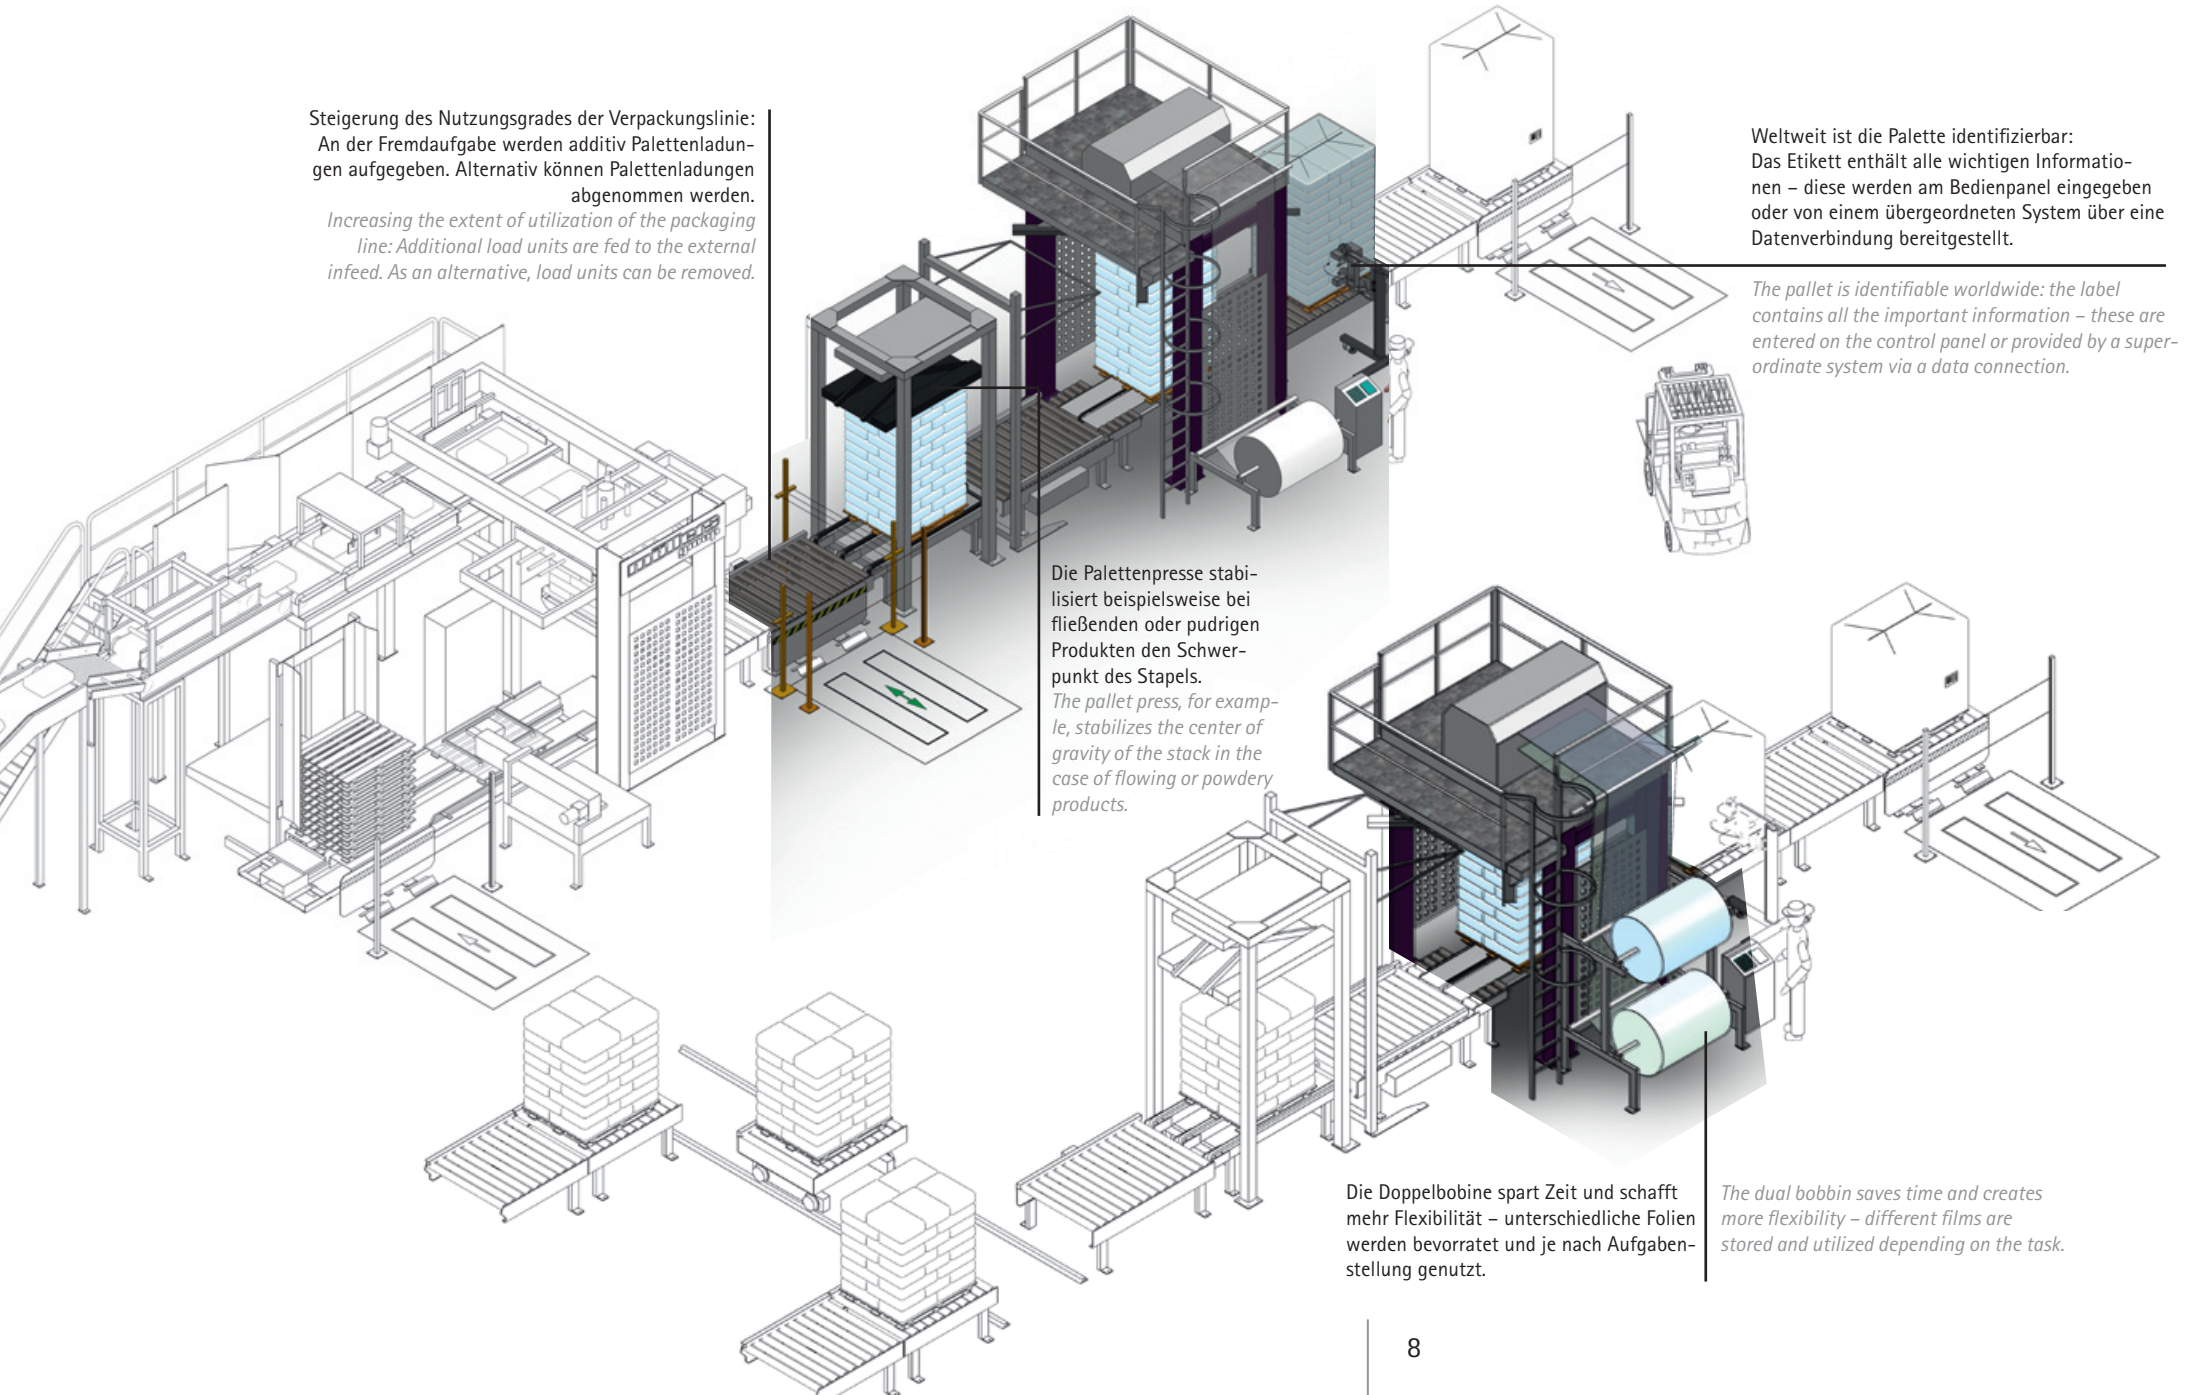 Steigerung des Nutzungsgrades der Verpackungslinie:
An der Fremdaufgabe werden additiv Palettenladun-
gen aufgegeben. Alternativ können Palettenladungen
abgenommen werden.
Increasing the extent of utilization of the packaging
line: Additional load units are fed to the external
infeed. As an alternative, load units can be removed.
Weltweit ist die Palette identifizierbar:
Das Etikett enthält alle wichtigen Informatio-
nen – diese werden am Bedienpanel eingegeben
oder von einem übergeordneten System über eine
Datenverbindung bereitgestellt.
The pallet is identifiable worldwide: the label
contains all the important information – these are
entered on the control panel or provided by a super-
ordinate system via a data connection.
Die Palettenpresse stabi-
lisiert beispielsweise bei
fließenden oder pudrigen
Produkten den Schwer-
punkt des Stapels.
The pallet press, for examp-
le, stabilizes the center of
gravity of the stack in the
case of flowing or powdery
products.
Die Doppelbobine spart Zeit und schafft
mehr Flexibilität – unterschiedliche Folien
werden bevorratet und je nach Aufgaben-
stellung genutzt.
The dual bobbin saves time and creates
more flexibility – different films are
stored and utilized depending on the task.
8